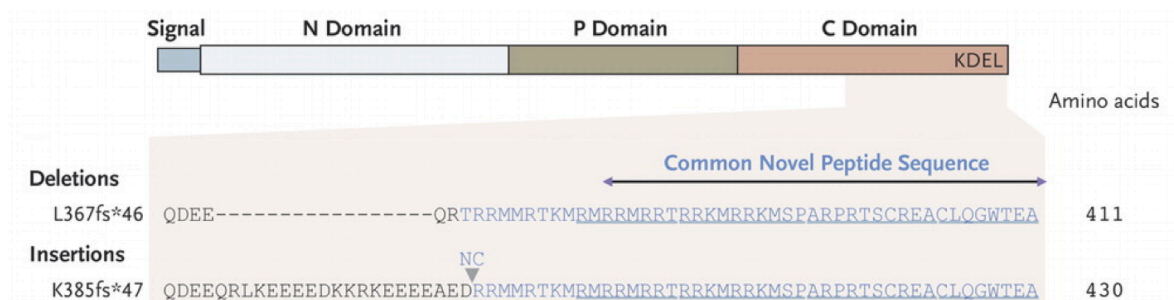 Signal N Domain P Domain C Domain
KDEL
Amino acids
Common Novel Peptide Sequence
Deletions
L367fs*46 QDEE-----------------QRTRRMMRTKMRMRRMRRTRRKMRRKMSPARPRTSCREACLQGWTEA 411
Insertions
NC
K385fs*47 QDEEQRLKEEEEDKKRKEEEEAEDRRMMRTKMRMRRMRRTRRKMRRKMSPARPRTSCREACLQGWTEA 430